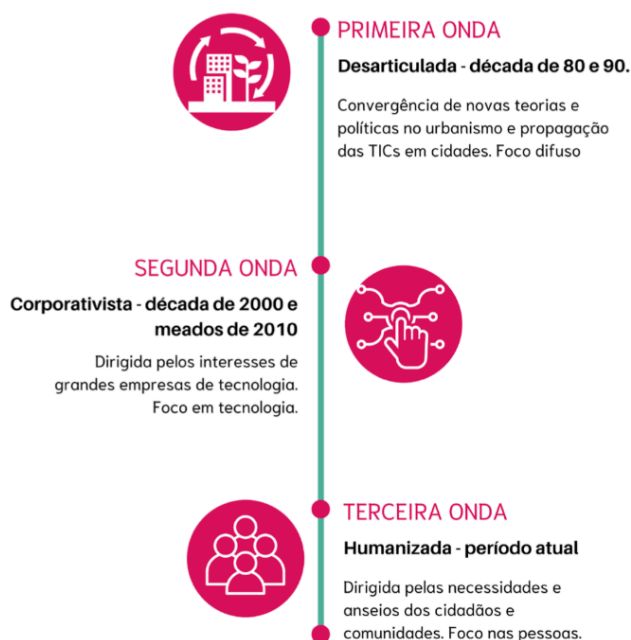 PRIMEIRA ONDA
Desarticulada - década de 80 e 90.
Convergência de novas teorias e
políticas no urbanismo e propagação
das TICs em cidades. Foco difuso
SEGUNDA ONDA
Corporativista - década de 2000 e
meados de 2010
Dirigida pelos interesses de
grandes empresas de tecnologia.
Foco em tecnologia.
TERCEIRA ONDA
Humanizada - período atual
Dirigida pelas necessidades e
anseios dos cidadãos e
comunidades. Foco nas pessoas.